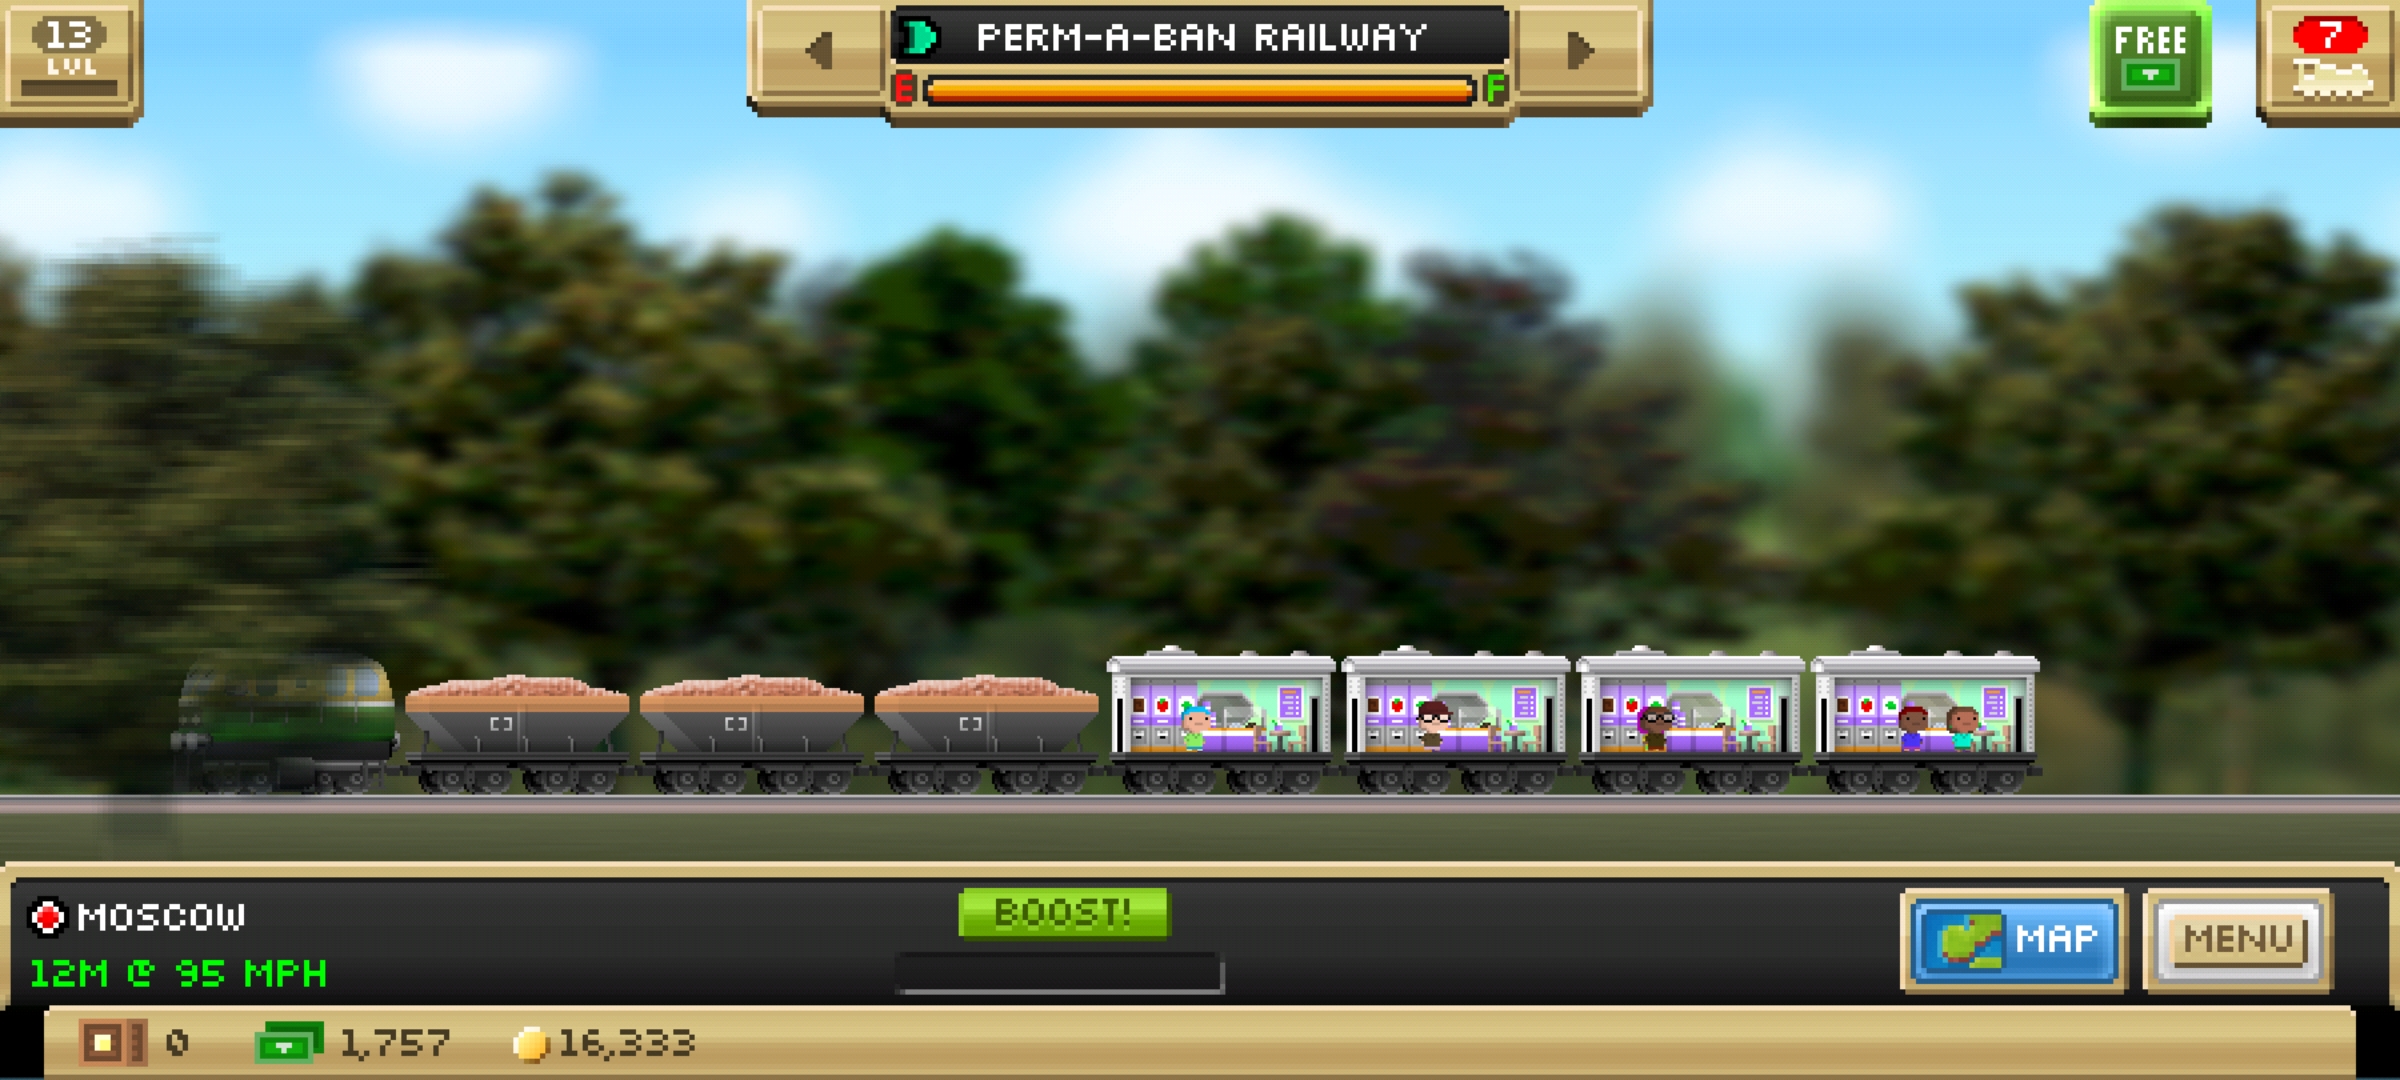 13
LVL
PERM-A-BAN RAILWAY
E F
FREE
7
MOSCOW
12M @ 95 MPH
BOOST!
MAP
MENU
0 1,757 16,333